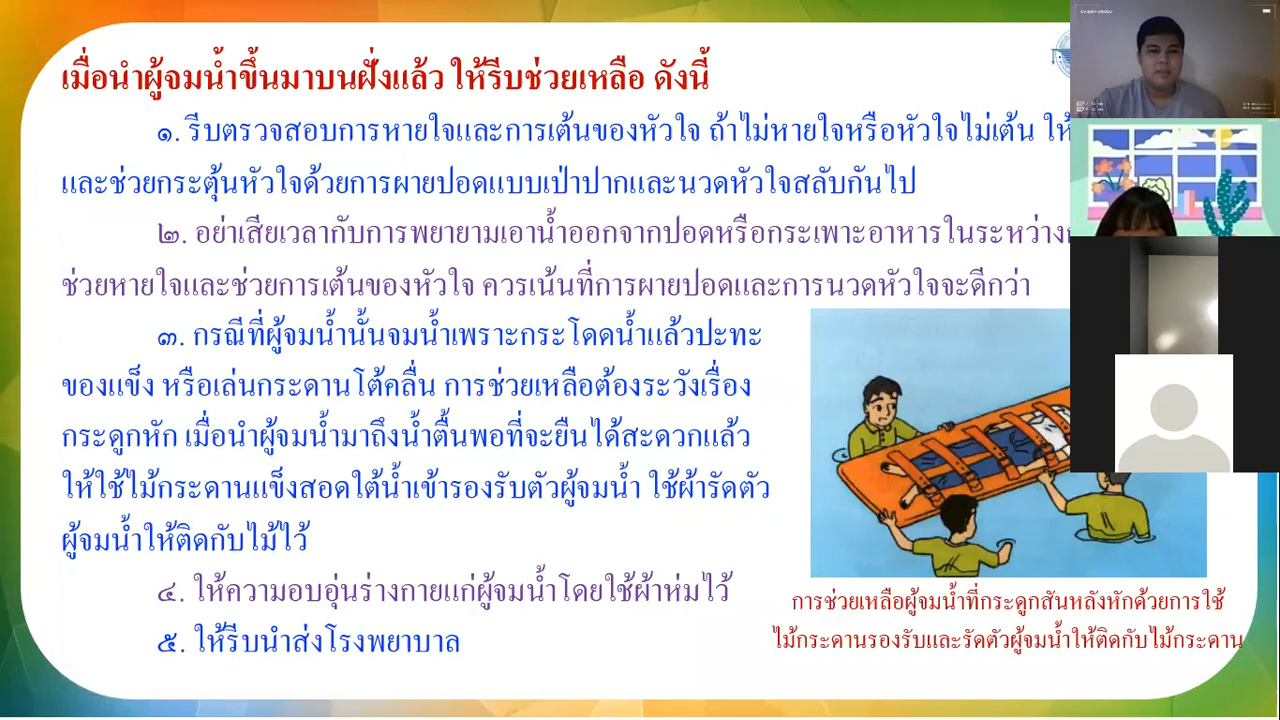 เมื่อนำผู้จมน้ำขึ้นมาบนฝั่งแล้ว ให้รีบช่วยเหลือ ดังนี้
๑. รีบตรวจสอบการหายใจและการเต้นของหัวใจ ถ้าไม่หายใจหรือหัวใจไม่เต้น ให้
และช่วยกระตุ้นหัวใจด้วยการผายปอดแบบเป่าปากและนวดหัวใจสลับกันไป
๒. อย่าเสียเวลากับการพยายามเอาน้ำออกจากปอดหรือกระเพาะอาหารในระหว่าง
ช่วยหายใจและช่วยการเต้นของหัวใจ ควรเน้นที่การผายปอดและการนวดหัวใจจะดีกว่า
๓. กรณีที่ผู้จมน้ำนั้นจมน้ำเพราะกระโดดน้ำแล้วปะทะ
ของแข็ง หรือเล่นกระดานโต้คลื่น การช่วยเหลือต้องระวังเรื่อง
กระดูกหัก เมื่อนำผู้จมน้ำมาถึงน้ำตื้นพอที่จะยืนได้สะดวกแล้ว
ให้ใช้ไม้กระดานแข็งสอดใต้น้ำเข้ารองรับตัวผู้จมน้ำ ใช้ผ้ารัดตัว
ผู้จมน้ำให้ติดกับไม้ไว้
๔. ให้ความอบอุ่นร่างกายแก่ผู้จมน้ำโดยใช้ผ้าห่มไว้
๕. ให้รีบนำส่งโรงพยาบาล
การช่วยเหลือผู้จมน้ำที่กระดูกสันหลังหักด้วยการใช้
ไม้กระดานรองรับและรัดตัวผู้จมน้ำให้ติดกับไม้กระดาน